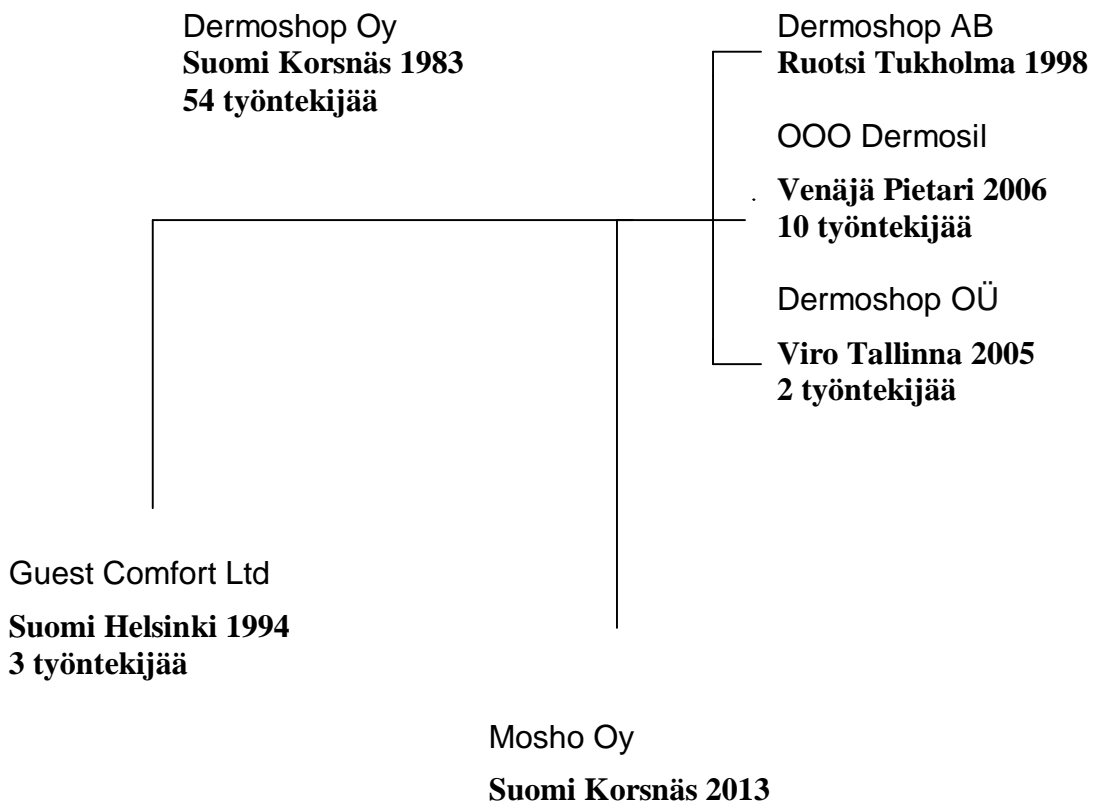 Dermoshop Oy
Suomi Korsnäs 1983
54 työntekijää
Dermoshop AB
Ruotsi Tukholma 1998
OOO Dermosil
Venäjä Pietari 2006
10 työntekijää
Dermoshop OÜ
Viro Tallinna 2005
2 työntekijää
Guest Comfort Ltd
Suomi Helsinki 1994
3 työntekijää
Mosho Oy
Suomi Korsnäs 2013